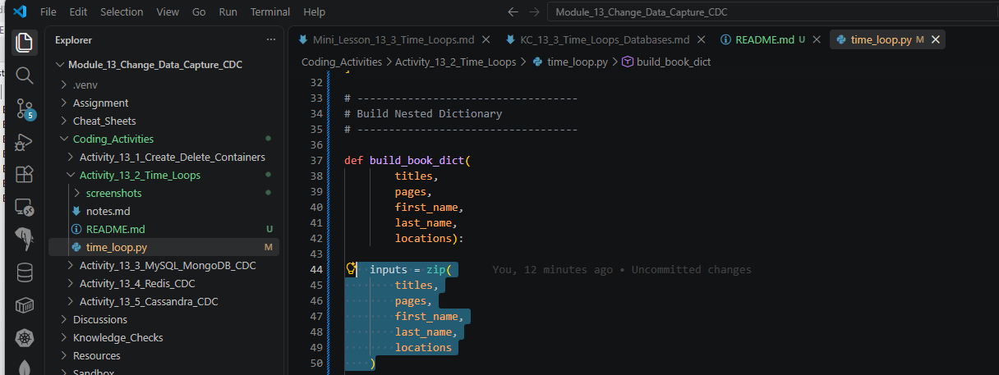 File Edit Selection View Go Run Terminal Help
Module_13_Change_Data_Capture_CDC
Explorer
Module_13_Change_Data_Capture_CDC
.venv
Assignment
Cheat_Sheets
Coding_Activities
Activity_13_1_Create_Delete_Containers
Activity_13_2_Time_Loops
screenshots
notes.md
README.md U
time_loop.py M
Activity_13_3_MySQL_MongoDB_CDC
Activity_13_4_Redis_CDC
Activity_13_5_Cassandra_CDC
Discussions
Knowledge_Checks
Resources
Sandbox
5
Mini_Lesson_13_3_Time_Loops.md KC_13_3_Time_Loops_Databases.md README.md U time_loop.py M
Coding_Activities > Activity_13_2_Time_Loops > time_loop.py > build_book_dict
32
33 # -----------------------------------
34 # Build Nested Dictionary
35 # -----------------------------------
36
37 def build_book_dict(
38 titles,
39 pages,
40 first_name,
41 last_name,
42 locations):
43
44 inputs = zip( You, 12 minutes ago • Uncommitted changes
45 titles,
46 pages,
47 first_name,
48 last_name,
49 locations
50 )